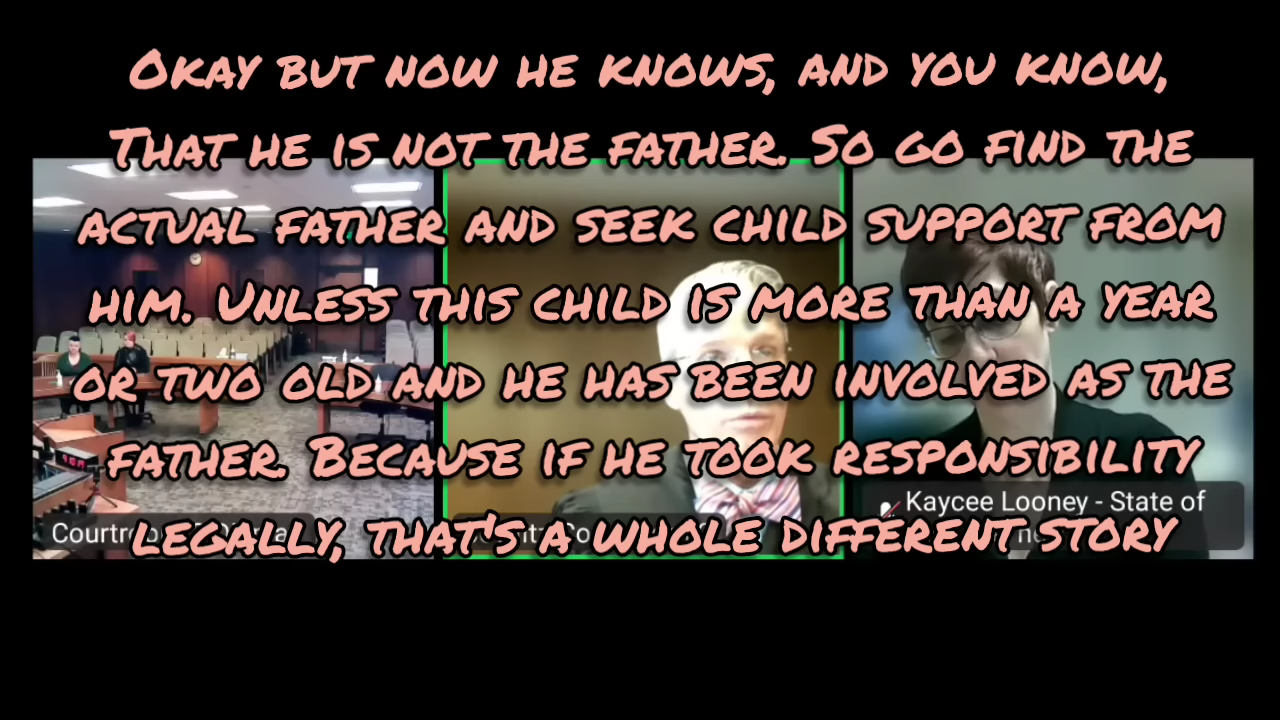 Okay but now he knows, and you know,
That he is not the father. So go find the
actual father and seek child support from
him. Unless this child is more than a year
or two old and he has been involved as the
father. Because if he took responsibility
legally, that's a whole different story
Kaycee Looney - State of